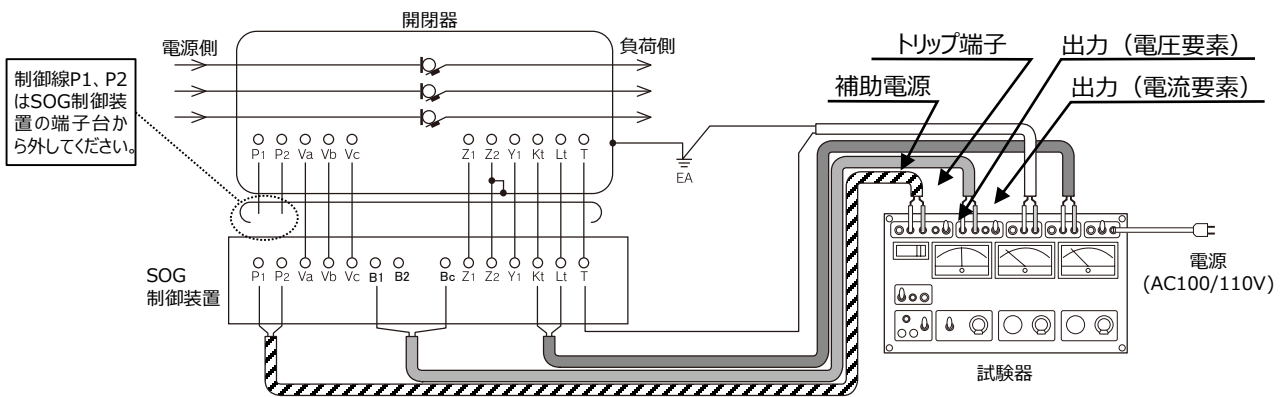 開閉器
電源側
負荷側
制御線P1、P2
はSOG制御装
置の端子台か
ら外してください。
トリップ端子
出力（電圧要素）
補助電源
出力（電流要素）
P1 P2 Va Vb Vc Z1 Z2 Y1 Kt Lt T
EA
SOG
制御装置
P1 P2 Va Vb Vc B1 B2 Bc Z1 Z2 Y1 Kt Lt T
電源
(AC100/110V)
試験器